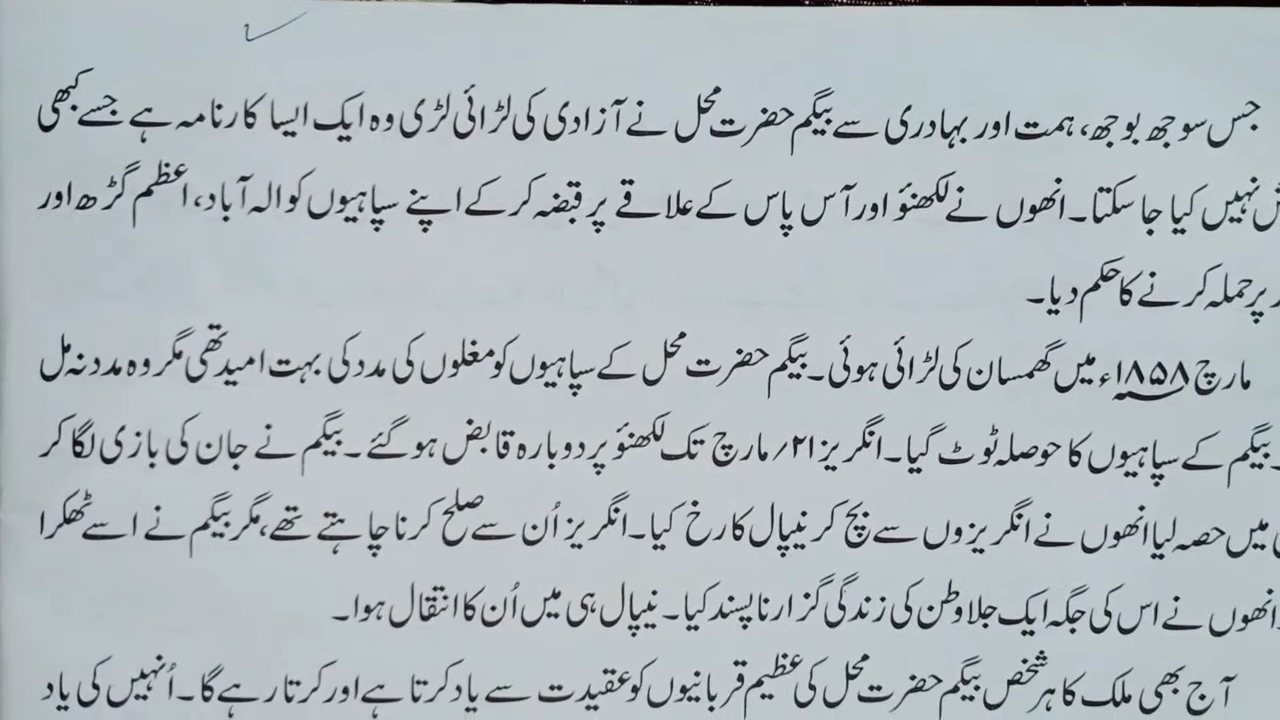 جس سوجھ بوجھ، ہمت اور بہادری سے بیگم حضرت محل نے آزادی کی لڑائی لڑی وہ ایک ایسا کارنامہ ہے جسے کبھی
نہیں کیا جا سکتا۔ انھوں نے لکھنؤ اور آس پاس کے علاقے پر قبضہ کر کے اپنے سپاہیوں کو الہ آباد، اعظم گڑھ اور
پر حملہ کرنے کا حکم دیا۔
مارچ ۱۸۵۸ء میں گھمسان کی لڑائی ہوئی۔ بیگم حضرت محل کے سپاہیوں کو مغلوں کی مدد کی بہت امید تھی مگر وہ مدد نہ مل
بیگم کے سپاہیوں کا حوصلہ ٹوٹ گیا۔ انگریز ۲۱؍ مارچ تک لکھنؤ پر دوبارہ قابض ہو گئے۔ بیگم نے جان کی بازی لگا کر
میں حصہ لیا انھوں نے انگریزوں سے بچ کر نیپال کا رخ کیا۔ انگریز اُن سے صلح کرنا چاہتے تھے، مگر بیگم نے اسے ٹھکرا
انھوں نے اس کی جگہ ایک جلا وطن کی زندگی گزارنا پسند کیا۔ نیپال ہی میں اُن کا انتقال ہوا۔
آج بھی ملک کا ہر شخص بیگم حضرت محل کی عظیم قربانیوں کو عقیدت سے یاد کرتا ہے اور کرتا رہے گا۔ اُنہیں کی یاد